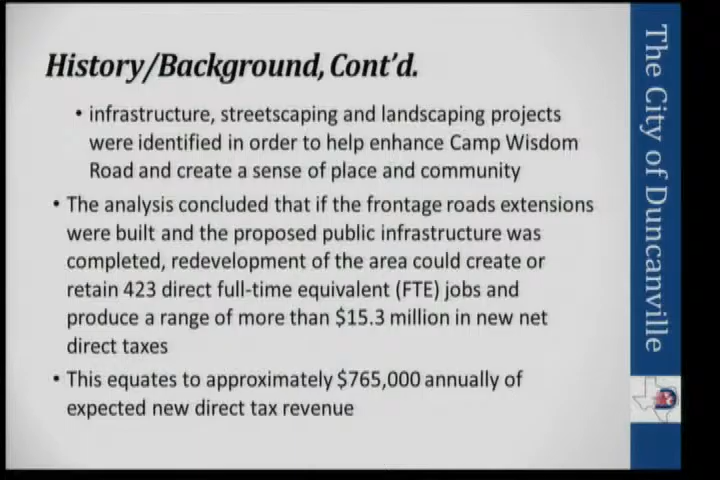 History/Background, Cont'd.
• infrastructure, streetscaping and landscaping projects
were identified in order to help enhance Camp Wisdom
Road and create a sense of place and community
• The analysis concluded that if the frontage roads extensions
were built and the proposed public infrastructure was
completed, redevelopment of the area could create or
retain 423 direct full-time equivalent (FTE) jobs and
produce a range of more than $15.3 million in new net
direct taxes
• This equates to approximately $765,000 annually of
expected new direct tax revenue
The City of Duncanville